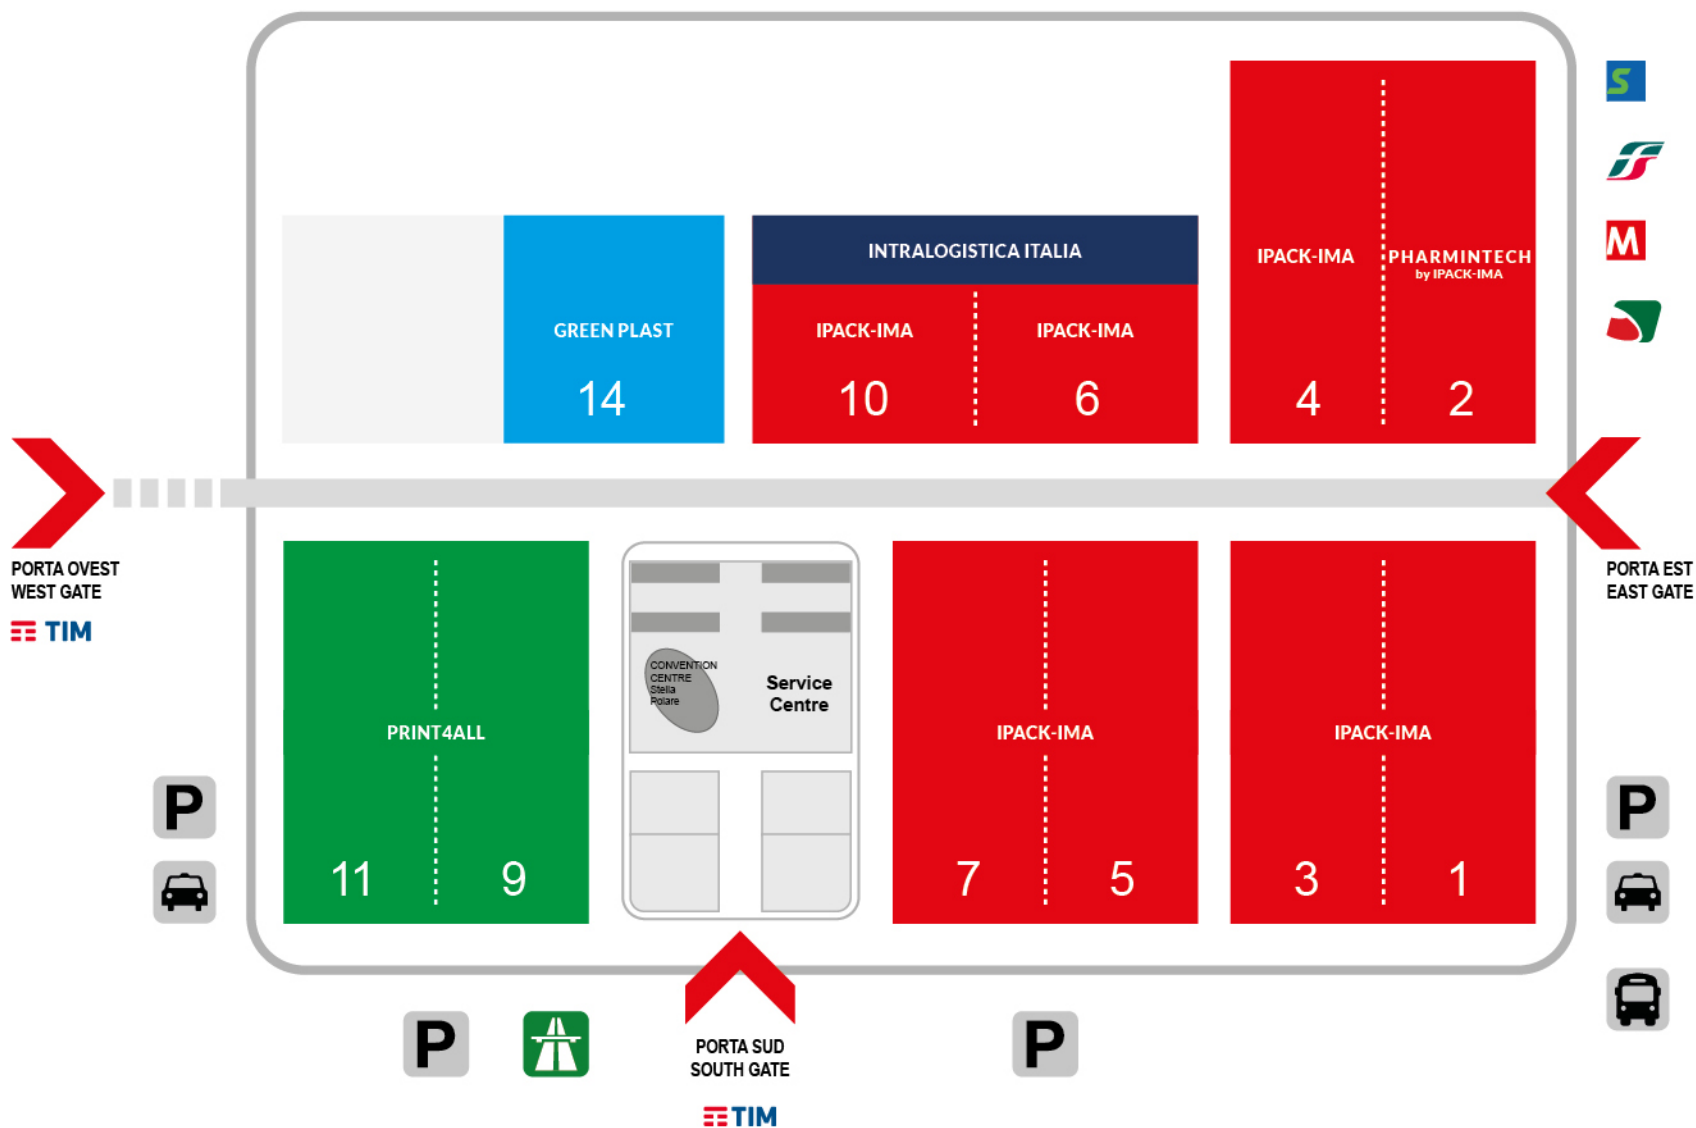 S
FS
M
INTRALOGISTICA ITALIA
IPACK-IMA
PHARMINTECH
by IPACK-IMA
GREEN PLAST
IPACK-IMA
IPACK-IMA
14
10
6
4
2
PORTA OVEST
WEST GATE
TIM
PORTA EST
EAST GATE
CONVENTION
CENTRE
Stella
Polare
Service
Centre
PRINT4ALL
IPACK-IMA
IPACK-IMA
P
P
11
9
7
5
3
1
P
P
PORTA SUD
SOUTH GATE
TIM